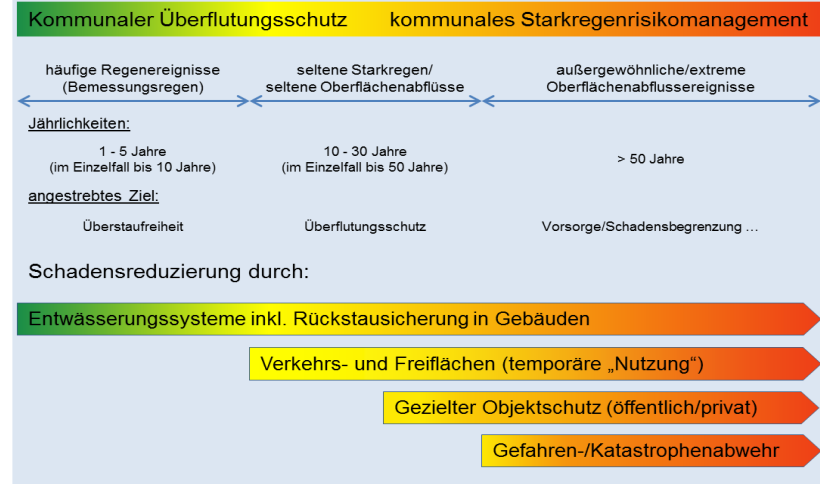 Kommunaler Überflutungsschutz kommunales Starkregenrisikomanagement
häufige Regenereignisse
(Bemessungsregen)
seltene Starkregen/
seltene Oberflächenabflüsse
außergewöhnliche/extreme
Oberflächenabflussereignisse
Jährlichkeiten:
1 - 5 Jahre
(im Einzelfall bis 10 Jahre)
10 - 30 Jahre
(im Einzelfall bis 50 Jahre)
> 50 Jahre
angestrebtes Ziel:
Überstaufreiheit
Überflutungsschutz
Vorsorge/Schadensbegrenzung …
Schadensreduzierung durch:
Entwässerungssysteme inkl. Rückstausicherung in Gebäuden
Verkehrs- und Freiflächen (temporäre „Nutzung“)
Gezielter Objektschutz (öffentlich/privat)
Gefahren-/Katastrophenabwehr